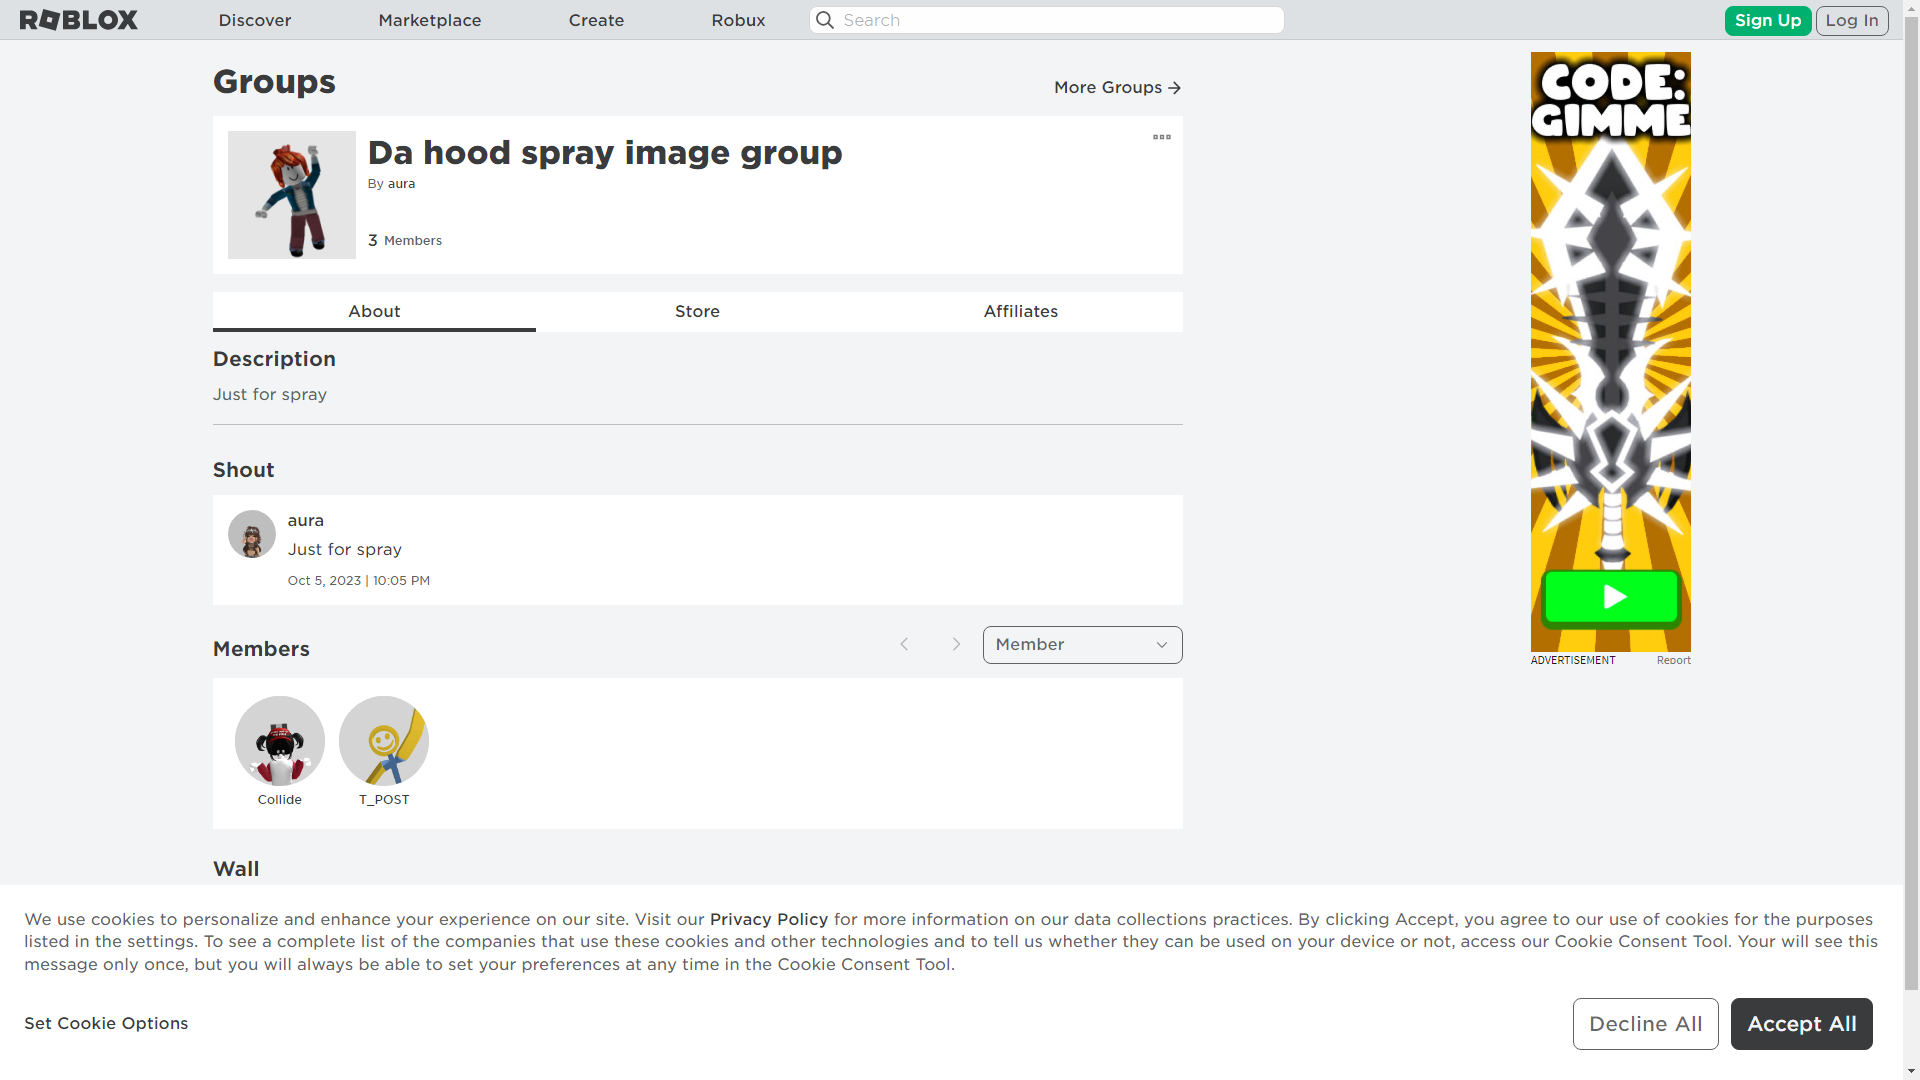 ROBLOX
Discover
Marketplace
Create
Robux
Search
Sign Up
Log In
Groups
More Groups
Da hood spray image group
By aura
3 Members
About
Store
Affiliates
Description
Just for spray
Shout
aura
Just for spray
Oct 5, 2023 | 10:05 PM
Members
Member
Collide
T_POST
Wall
CODE:
GIMME
ADVERTISEMENT
Report
We use cookies to personalize and enhance your experience on our site. Visit our Privacy Policy for more information on our data collections practices. By clicking Accept, you agree to our use of cookies for the purposes
listed in the settings. To see a complete list of the companies that use these cookies and other technologies and to tell us whether they can be used on your device or not, access our Cookie Consent Tool. Your will see this
message only once, but you will always be able to set your preferences at any time in the Cookie Consent Tool.
Set Cookie Options
Decline All
Accept All